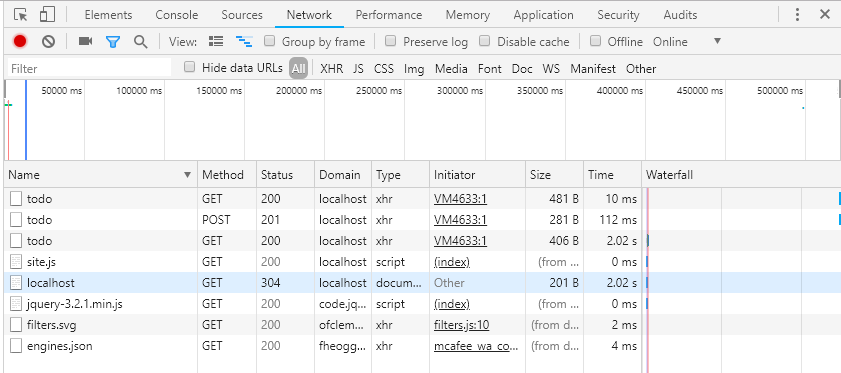 Elements Console Sources Network Performance Memory Application Security Audits
View: Group by frame Preserve log Disable cache Offline Online
Filter Hide data URLs All XHR JS CSS Img Media Font Doc WS Manifest Other
50000 ms 100000 ms 150000 ms 200000 ms 250000 ms 300000 ms 350000 ms 400000 ms 450000 ms 500000 ms
Name Method Status Domain Type Initiator Size Time Waterfall
todo GET 200 localhost xhr VM4633:1 481 B 10 ms
todo POST 201 localhost xhr VM4633:1 281 B 112 ms
todo GET 200 localhost xhr VM4633:1 406 B 2.02 s
site.js GET 200 localhost script (index) (from ... 0 ms
localhost GET 304 localhost docum... Other 201 B 2.02 s
jquery-3.2.1.min.js GET 200 code.jq... script (index) (from ... 0 ms
filters.svg GET 200 ofclem... xhr filters.js:10 (from d... 2 ms
engines.json GET 200 fheogg... xhr mcafee_wa_co... (from d... 4 ms